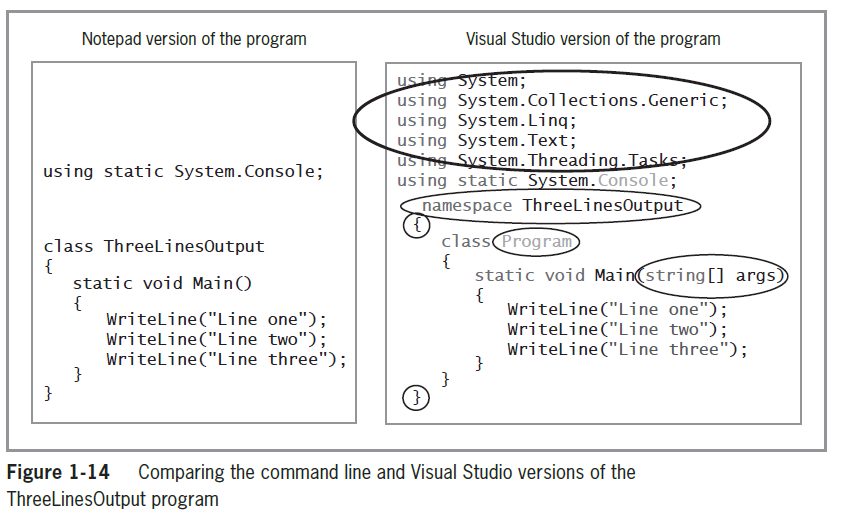 Notepad version of the program
using static System.Console;
class ThreeLinesOutput
{
static void Main()
{
WriteLine("Line one");
WriteLine("Line two");
WriteLine("Line three");
}
}
Visual Studio version of the program
using System;
using System.Collections.Generic;
using System.Linq;
using System.Text;
using System.Threading.Tasks;
using static System.Console;
namespace ThreeLinesOutput
{
class Program
{
static void Main(string[] args)
{
WriteLine("Line one");
WriteLine("Line two");
WriteLine("Line three");
}
}
}
Figure 1-14 Comparing the command line and Visual Studio versions of the
ThreeLinesOutput program